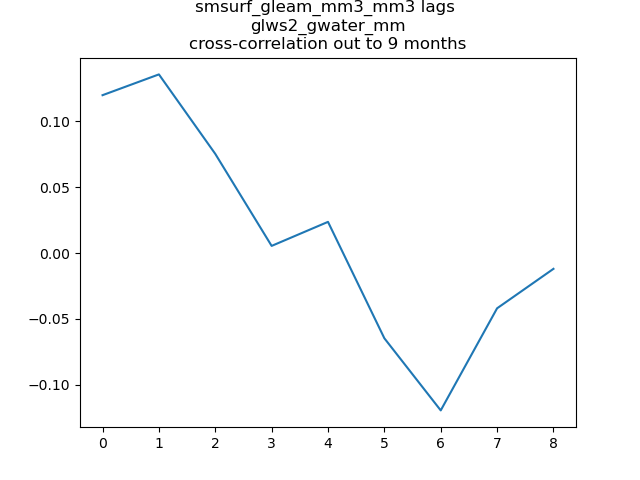 smsurf_gleam_mm3_mm3 lags
glws2_gwater_mm
cross-correlation out to 9 months
0.10
0.05
0.00
−0.05
−0.10
0 1 2 3 4 5 6 7 8